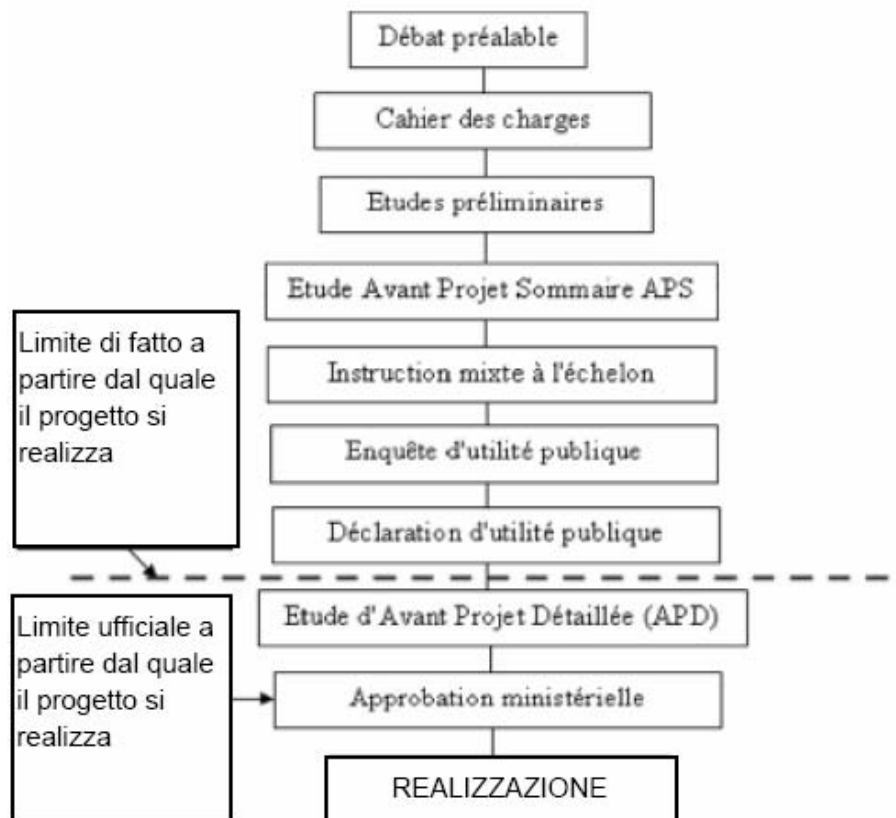 Débat préalable
Cahier des charges
Etudes préliminaires
Etude Avant Projet Sommaire APS
Limite di fatto a
partire dal quale
il progetto si
realizza
Instruction mixte à l'échelon
Enquête d'utilité publique
Déclaration d'utilité publique
Etude d'Avant Projet Détaillée (APD)
Limite ufficiale a
partire dal quale
il progetto si
realizza
Approbation ministérielle
REALIZZAZIONE